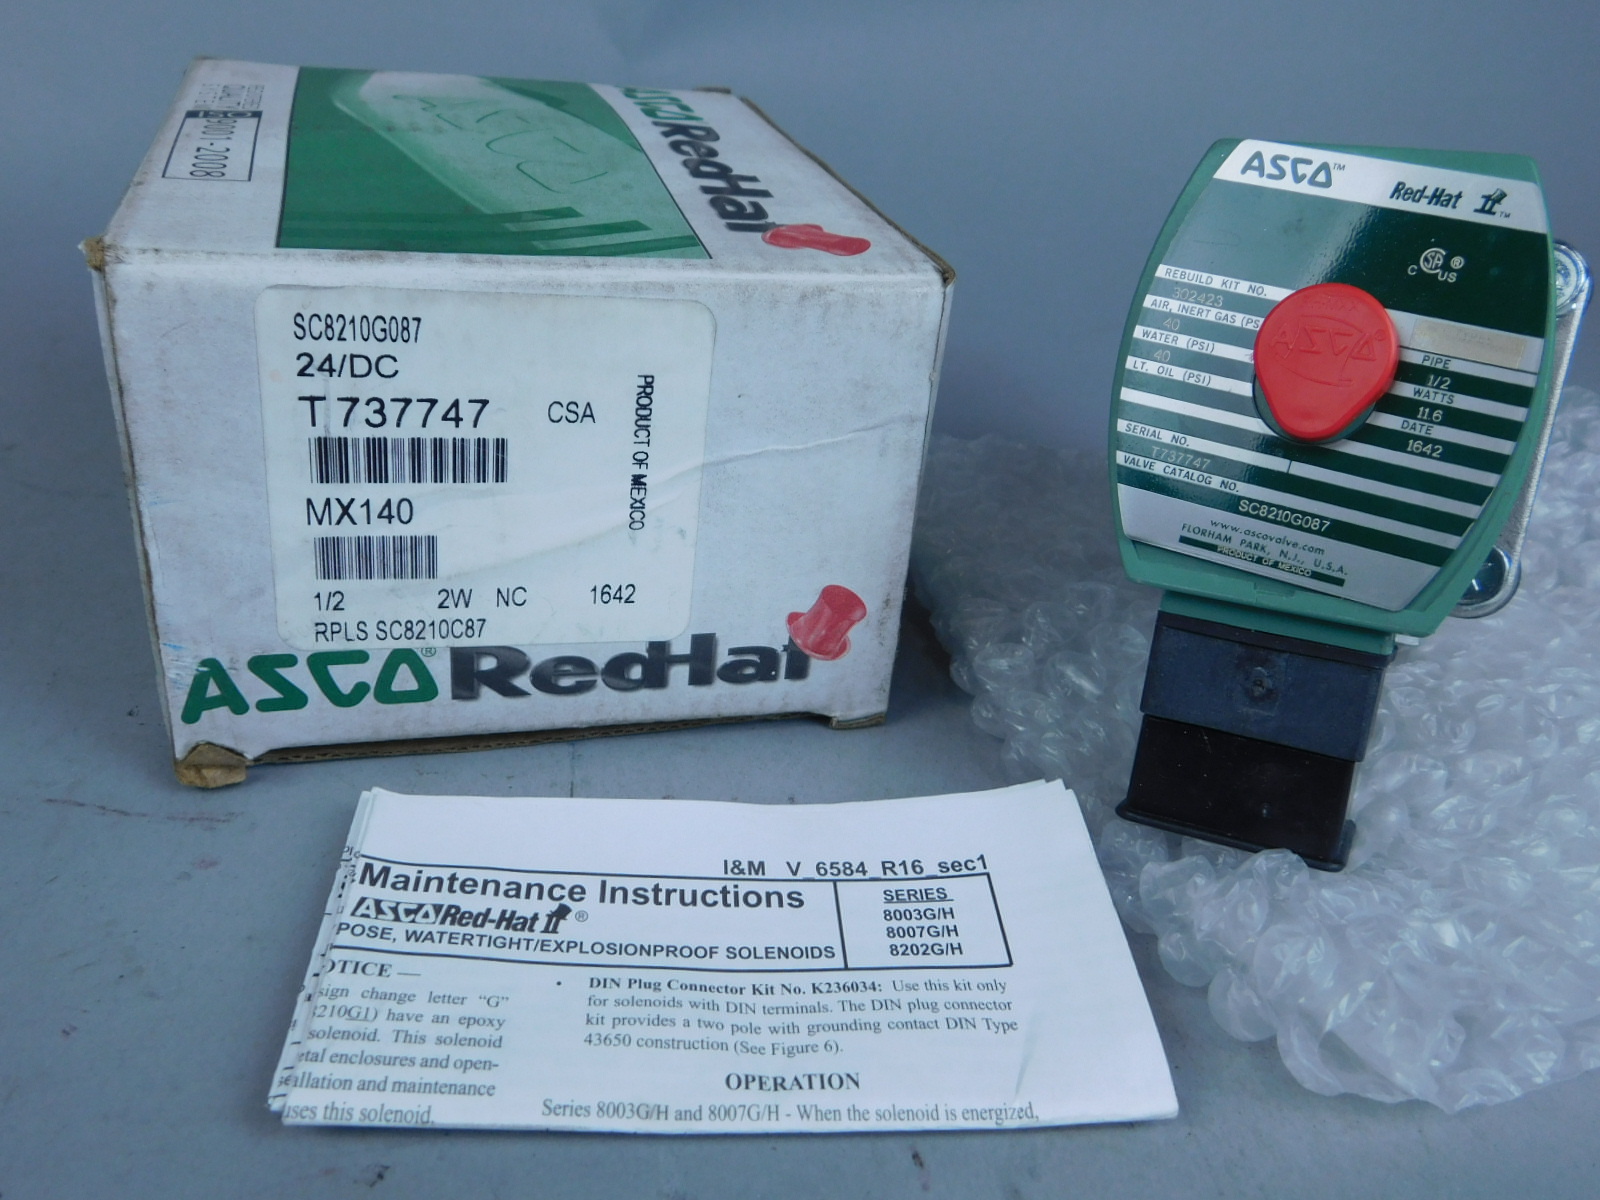 9001-2008
ASCO
ASCO RedHat
SC8210G087
24/DC
T737747 CSA
PRODUCT OF MEXICO
MX140
1/2 2W NC 1642
RPLS SC8210C87
ASCO® RedHat
ASCO™ Red-Hat II™
C SA® US
REBUILD KIT NO.
302423
AIR, INERT GAS (PS
40
WATER (PSI)
40
LT. OIL (PSI)
ASCO®
PIPE
1/2
WATTS
11.6
DATE
1642
SERIAL NO.
T737747
VALVE CATALOG NO.
SC8210G087
www.ascovalve.com
FLORHAM PARK, N.J., U.S.A.
PRODUCT OF MEXICO
I&M V_6584_R16_sec1
Maintenance Instructions
ASCO Red-Hat II®
POSE, WATERTIGHT/EXPLOSIONPROOF SOLENOIDS
SERIES
8003G/H
8007G/H
8202G/H
OTICE —
sign change letter “G”
8210G1) have an epoxy
solenoid. This solenoid
etal enclosures and open-
allation and maintenance
uses this solenoid.
• DIN Plug Connector Kit No. K236034: Use this kit only
for solenoids with DIN terminals. The DIN plug connector
kit provides a two pole with grounding contact DIN Type
43650 construction (See Figure 6).
OPERATION
Series 8003G/H and 8007G/H - When the solenoid is energized,